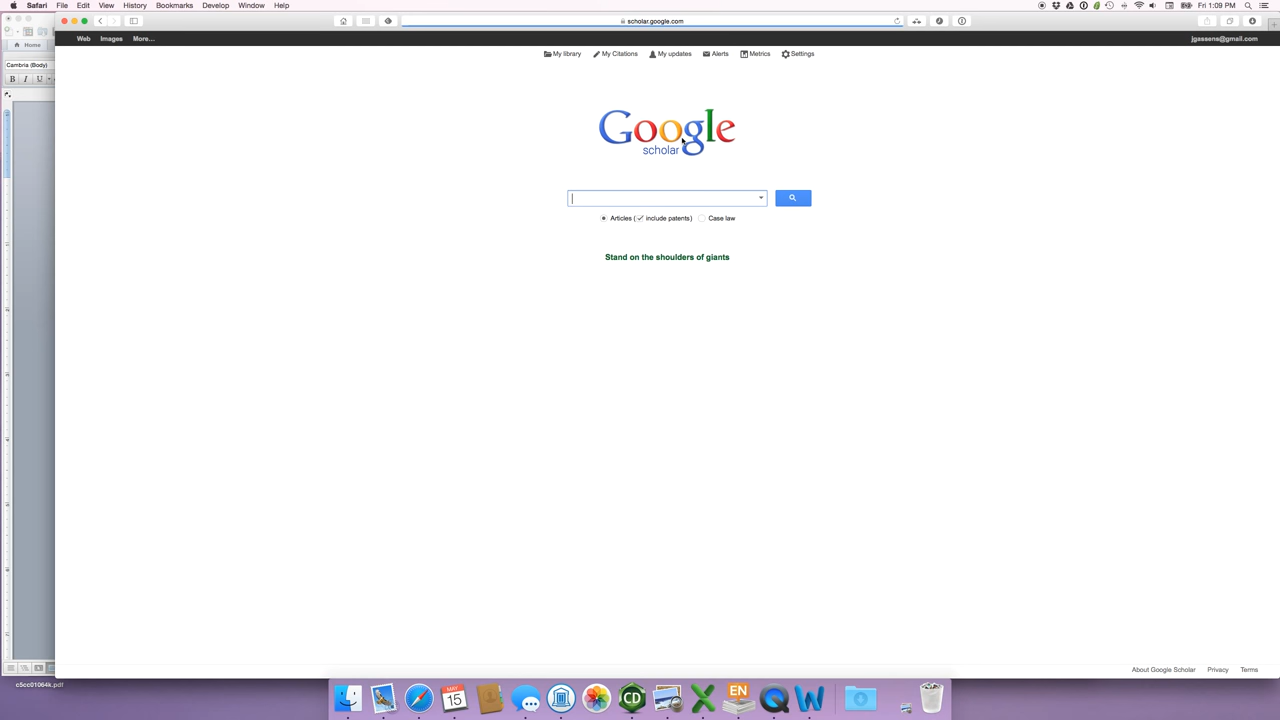 Safari File Edit View History Bookmarks Develop Window Help Fri 1:09 PM
scholar.google.com
Home
Web Images More... jgassens@gmail.com
My library My Citations My updates Alerts Metrics Settings
Cambria (Body)
B I U
Google
scholar
Articles ( include patents) Case law
Stand on the shoulders of giants
About Google Scholar Privacy Terms
c5cc01064k.pdf
MAY
15
CD
EN
W